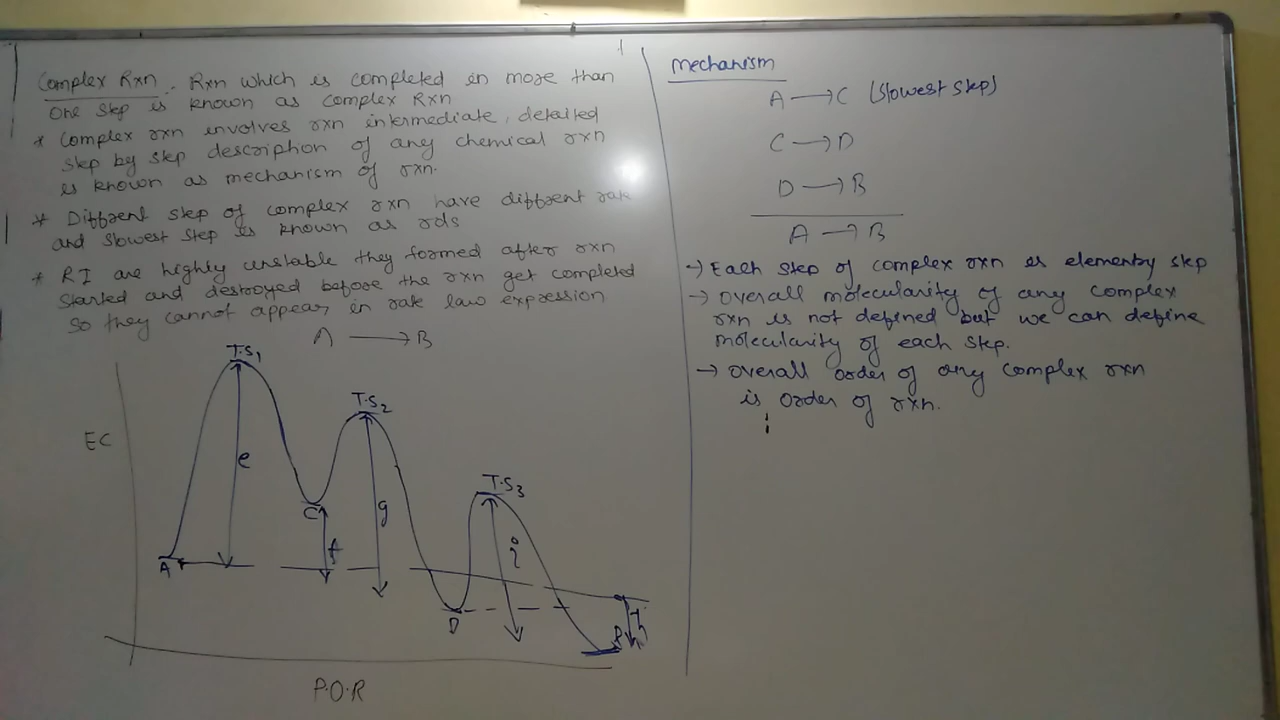 Complex Rxn : Rxn which is completed in more than
one step is known as complex Rxn
* Complex rxn involves rxn intermediate, detailed
step by step description of any chemical rxn
is known as mechanism of rxn.
* Diffrent step of complex rxn have diffrent rate
and slowest step is known as rds
* RI are highly unstable they formed after rxn
started and destroyed before the rxn get completed
so they cannot appear in rate law expression
A → B
T.S1
T.S2
T.S3
EC
e
g
i
C
f
A
D
B
h
P.O.R
Mechanism
A → C (slowest step)
C → D
D → B
A → B
→ Each step of complex rxn is elementry step
→ overall molecularity of any complex
rxn is not defined but we can define
molecularity of each step.
→ overall order of any complex rxn
is order of rxn.